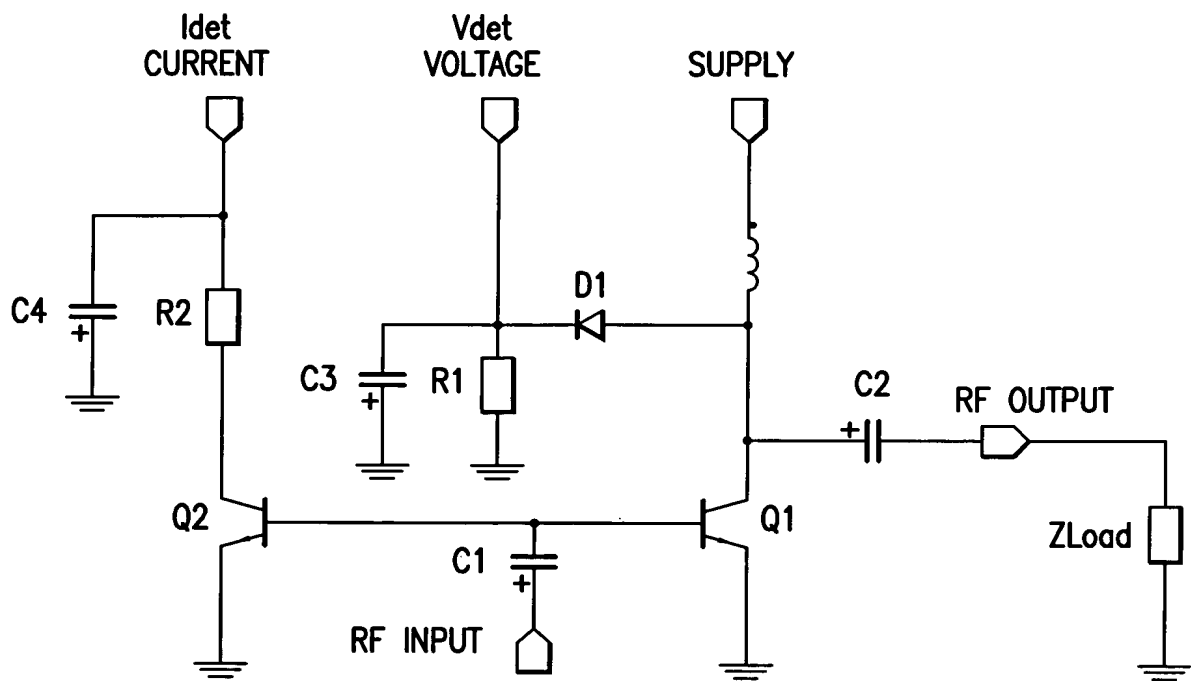 Idet
CURRENT
Vdet
VOLTAGE
SUPPLY
C4
+
R2
D1
C3
+
R1
C2
+
RF OUTPUT
Q2
Q1
C1
+
ZLoad
RF INPUT